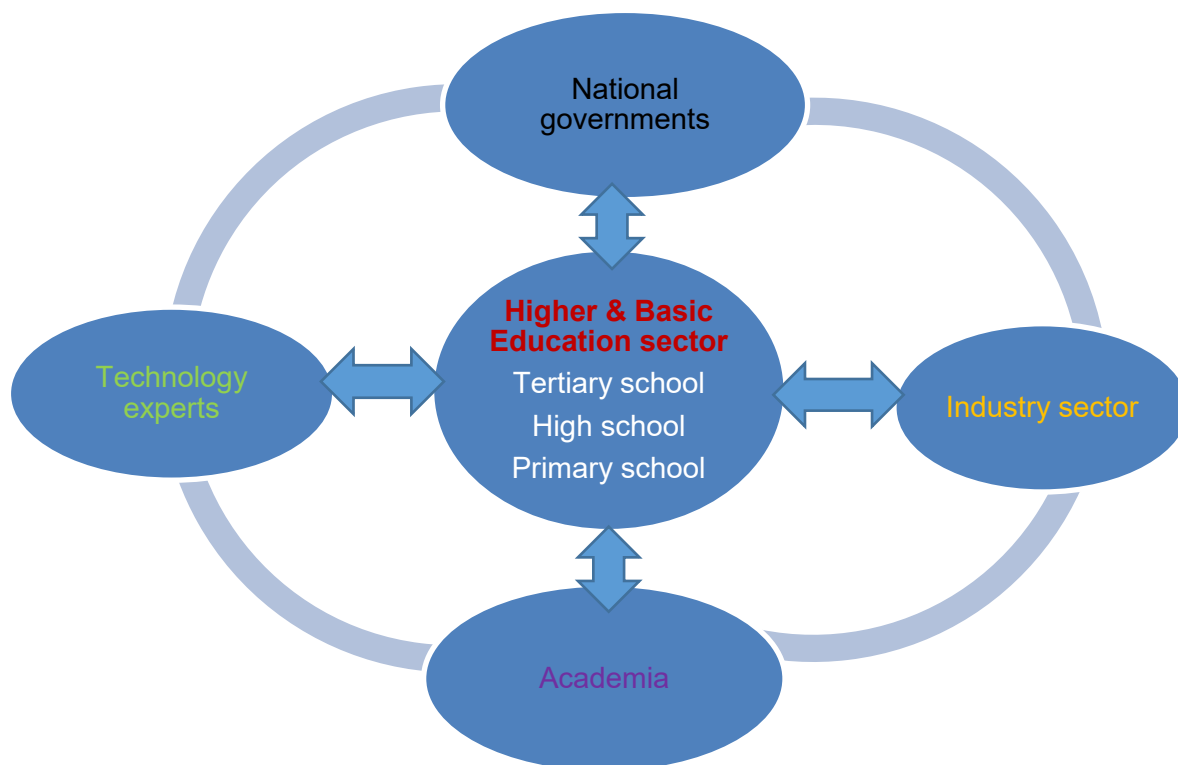 National
governments
Higher & Basic
Education sector
Tertiary school
High school
Primary school
Technology
experts
Industry sector
Academia